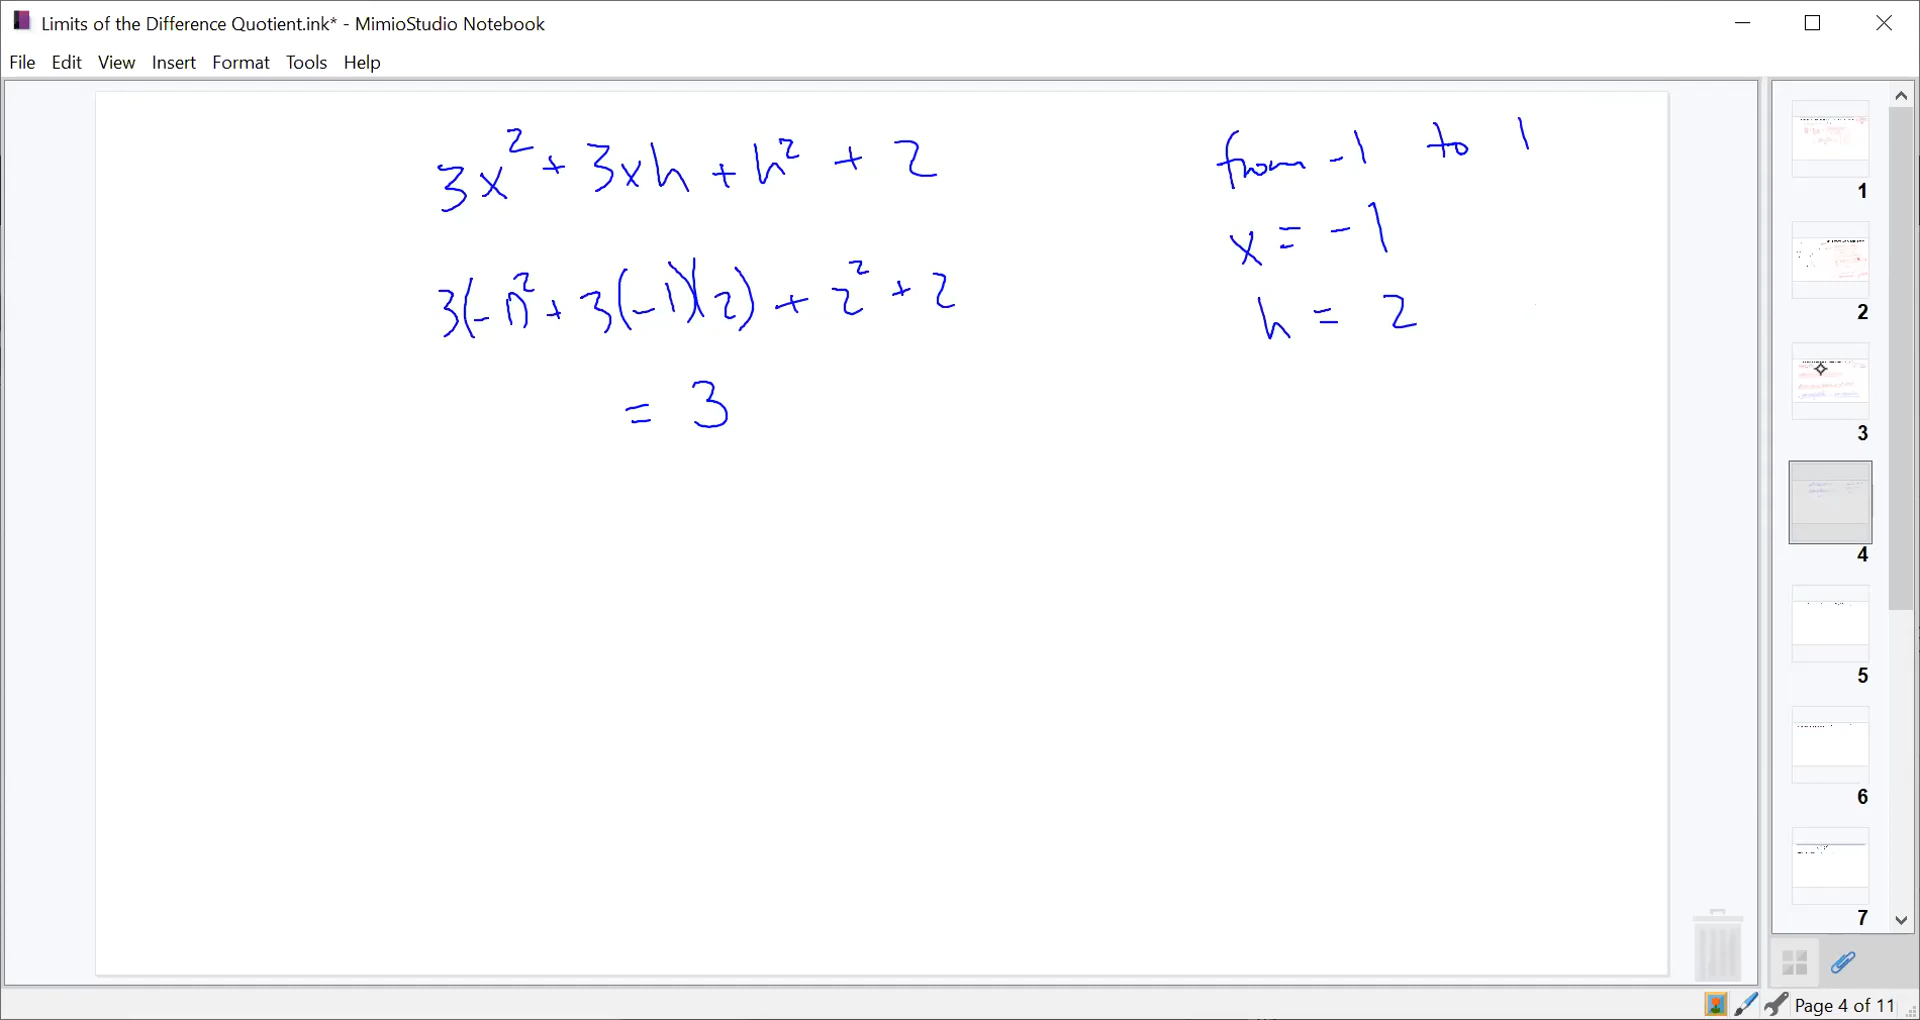 Limits of the Difference Quotient.ink* - MimioStudio Notebook
File Edit View Insert Format Tools Help
3x² + 3xh + h² + 2
from -1 to 1
x = -1
3(-1)² + 3(-1)(2) + 2² + 2
h = 2
= 3
1
2
3
4
5
6
7
Page 4 of 11